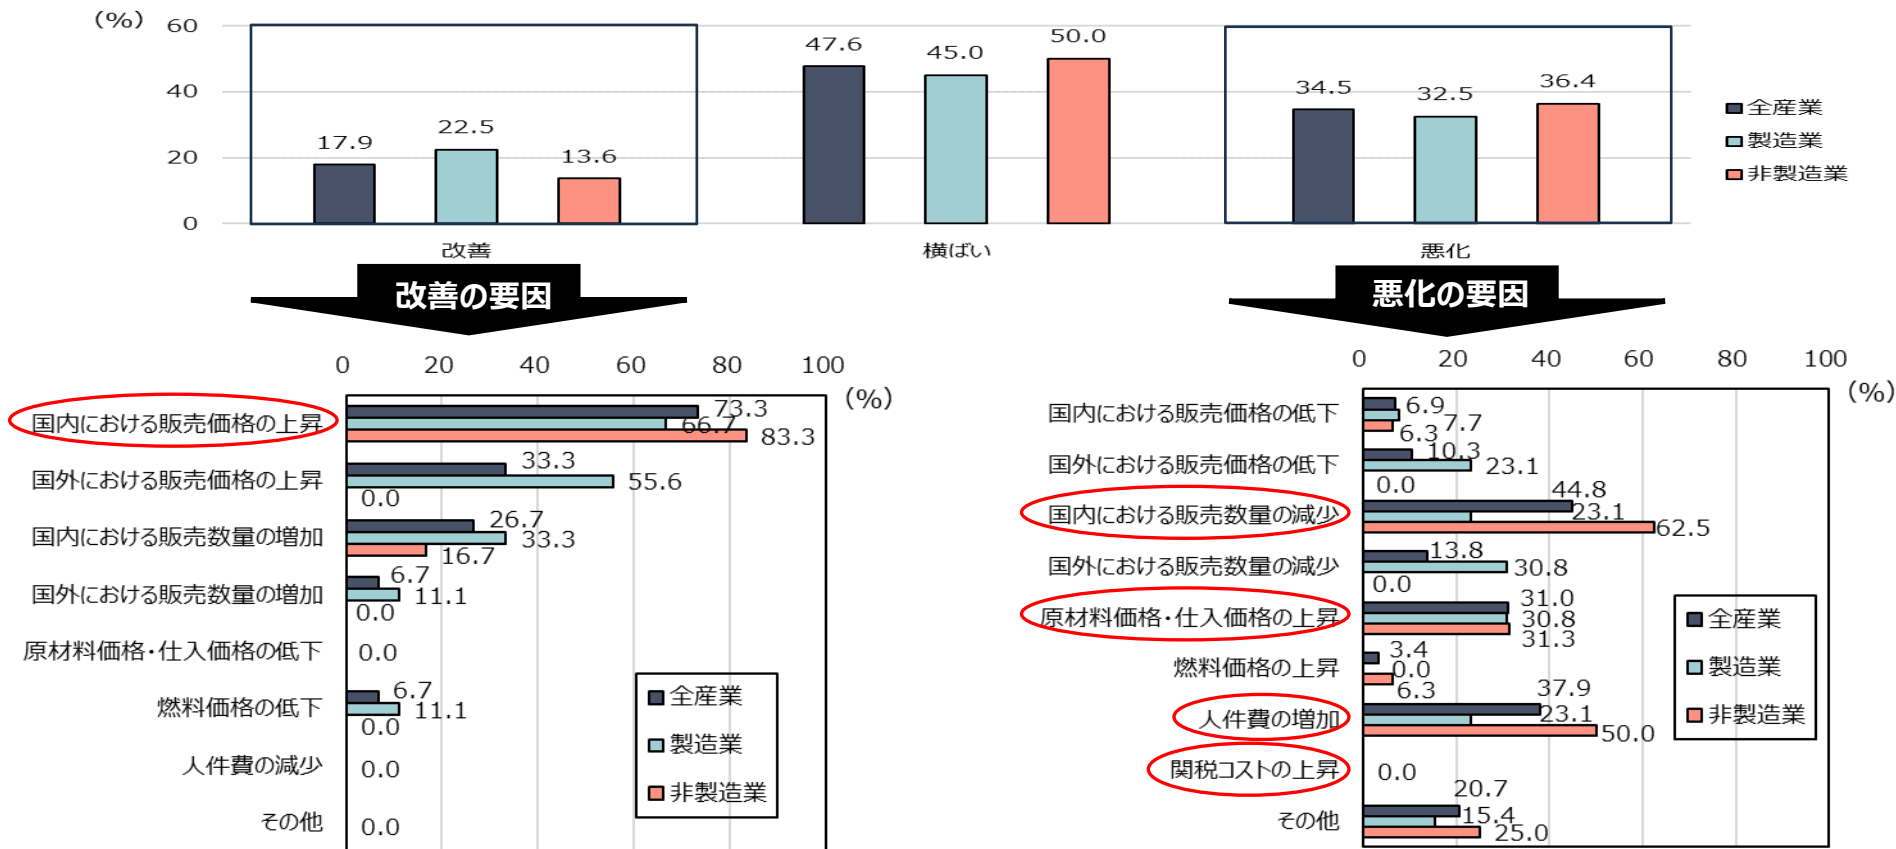 (%)
60
40
20
0
17.9
22.5
13.6
47.6
45.0
50.0
34.5
32.5
36.4
改善
横ばい
悪化
全産業
製造業
非製造業
改善の要因
0 20 40 60 80 100
(%)
国内における販売価格の上昇
73.3
66.7
83.3
国外における販売価格の上昇
33.3
55.6
0.0
国内における販売数量の増加
26.7
33.3
16.7
国外における販売数量の増加
6.7
11.1
0.0
原材料価格・仕入価格の低下
0.0
燃料価格の低下
6.7
11.1
0.0
人件費の減少
0.0
その他
0.0
全産業
製造業
非製造業
悪化の要因
0 20 40 60 80 100
(%)
国内における販売価格の低下
6.9
7.7
6.3
国外における販売価格の低下
10.3
23.1
0.0
国内における販売数量の減少
44.8
23.1
62.5
国外における販売数量の減少
13.8
30.8
0.0
原材料価格・仕入価格の上昇
31.0
30.8
31.3
燃料価格の上昇
3.4
0.0
6.3
人件費の増加
37.9
23.1
50.0
関税コストの上昇
0.0
その他
20.7
15.4
25.0
全産業
製造業
非製造業